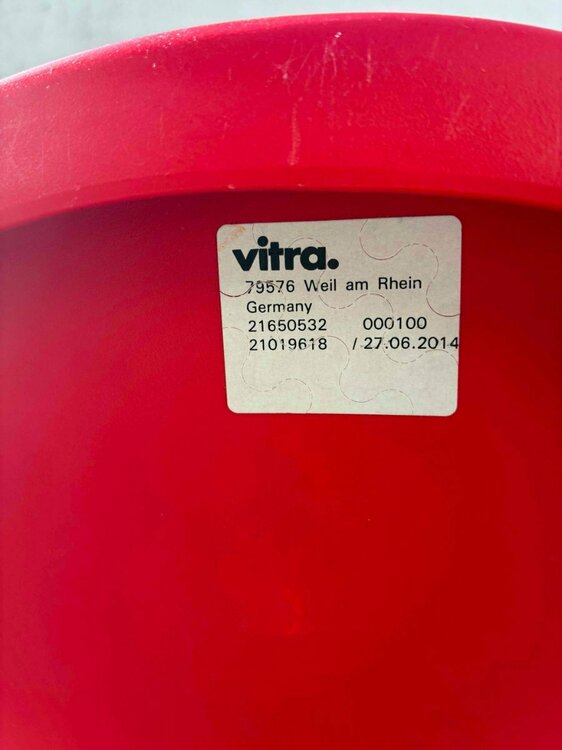 vitra.
79576 Weil am Rhein
Germany
21650532 000100
21019618 / 27.06.2014